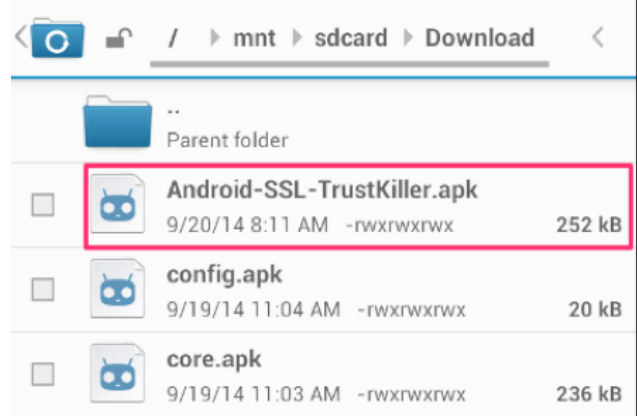 / mnt sdcard Download
..
Parent folder
Android-SSL-TrustKiller.apk
9/20/14 8:11 AM -rwxrwxrwx 252 kB
config.apk
9/19/14 11:04 AM -rwxrwxrwx 20 kB
core.apk
9/19/14 11:03 AM -rwxrwxrwx 236 kB